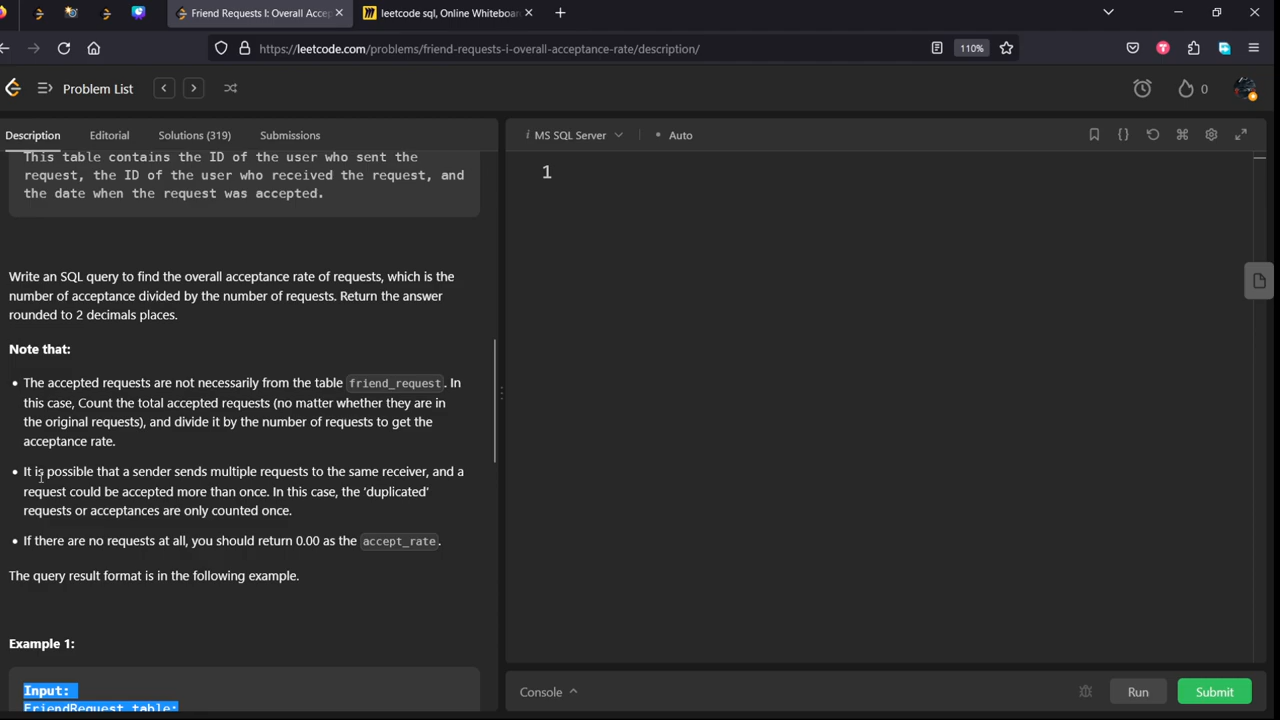 Friend Requests I: Overall Accep
leetcode sql, Online Whiteboar
https://leetcode.com/problems/friend-requests-i-overall-acceptance-rate/description/
110%
Problem List
0
Description
Editorial
Solutions (319)
Submissions
MS SQL Server
Auto
This table contains the ID of the user who sent the
request, the ID of the user who received the request, and
the date when the request was accepted.
1
Write an SQL query to find the overall acceptance rate of requests, which is the
number of acceptance divided by the number of requests. Return the answer
rounded to 2 decimals places.
Note that:
• The accepted requests are not necessarily from the table friend_request. In
this case, Count the total accepted requests (no matter whether they are in
the original requests), and divide it by the number of requests to get the
acceptance rate.
• It is possible that a sender sends multiple requests to the same receiver, and a
request could be accepted more than once. In this case, the 'duplicated'
requests or acceptances are only counted once.
• If there are no requests at all, you should return 0.00 as the accept_rate.
The query result format is in the following example.
Example 1:
Input:
FriendRequest table:
Console
Run
Submit